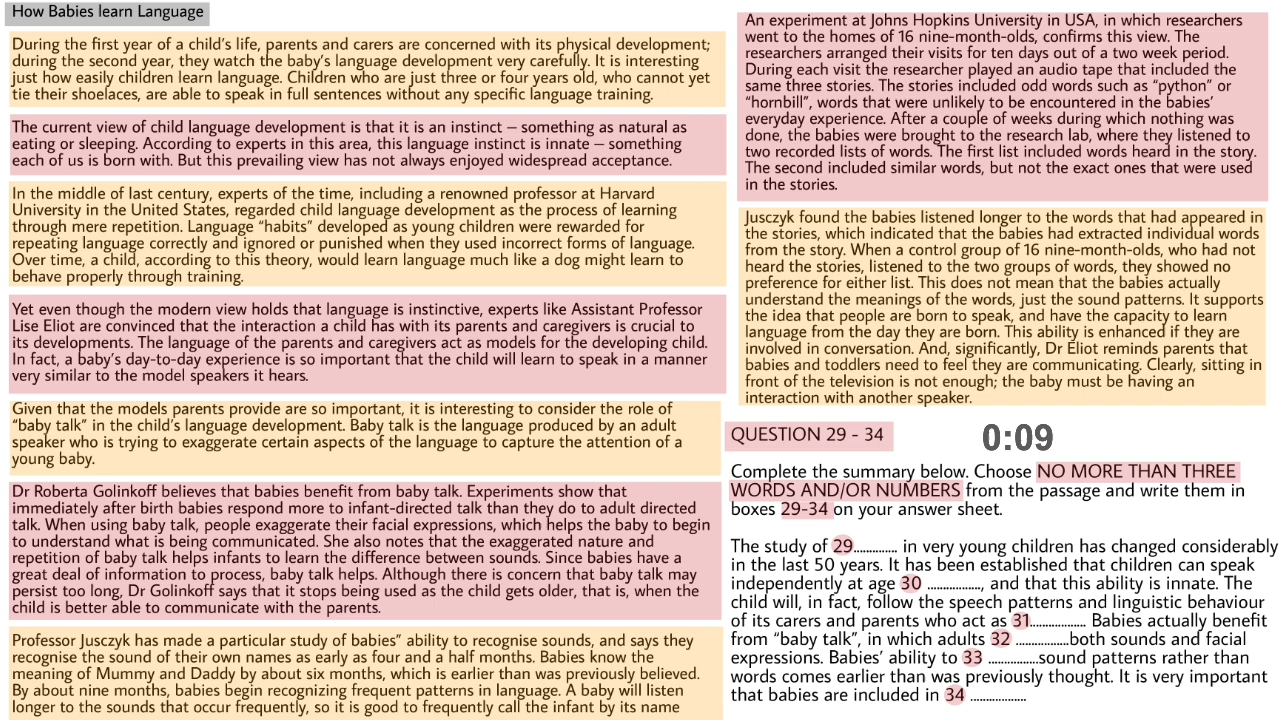 How Babies learn Language
During the first year of a child's life, parents and carers are concerned with its physical development;
during the second year, they watch the baby's language development very carefully. It is interesting
just how easily children learn language. Children who are just three or four years old, who cannot yet
tie their shoelaces, are able to speak in full sentences without any specific language training.
The current view of child language development is that it is an instinct – something as natural as
eating or sleeping. According to experts in this area, this language instinct is innate – something
each of us is born with. But this prevailing view has not always enjoyed widespread acceptance.
In the middle of last century, experts of the time, including a renowned professor at Harvard
University in the United States, regarded child language development as the process of learning
through mere repetition. Language "habits" developed as young children were rewarded for
repeating language correctly and ignored or punished when they used incorrect forms of language.
Over time, a child, according to this theory, would learn language much like a dog might learn to
behave properly through training.
Yet even though the modern view holds that language is instinctive, experts like Assistant Professor
Lise Eliot are convinced that the interaction a child has with its parents and caregivers is crucial to
its developments. The language of the parents and caregivers act as models for the developing child.
In fact, a baby's day-to-day experience is so important that the child will learn to speak in a manner
very similar to the model speakers it hears.
Given that the models parents provide are so important, it is interesting to consider the role of
"baby talk" in the child's language development. Baby talk is the language produced by an adult
speaker who is trying to exaggerate certain aspects of the language to capture the attention of a
young baby.
Dr Roberta Golinkoff believes that babies benefit from baby talk. Experiments show that
immediately after birth babies respond more to infant-directed talk than they do to adult directed
talk. When using baby talk, people exaggerate their facial expressions, which helps the baby to begin
to understand what is being communicated. She also notes that the exaggerated nature and
repetition of baby talk helps infants to learn the difference between sounds. Since babies have a
great deal of information to process, baby talk helps. Although there is concern that baby talk may
persist too long, Dr Golinkoff says that it stops being used as the child gets older, that is, when the
child is better able to communicate with the parents.
Professor Jusczyk has made a particular study of babies" ability to recognise sounds, and says they
recognise the sound of their own names as early as four and a half months. Babies know the
meaning of Mummy and Daddy by about six months, which is earlier than was previously believed.
By about nine months, babies begin recognizing frequent patterns in language. A baby will listen
longer to the sounds that occur frequently, so it is good to frequently call the infant by its name
An experiment at Johns Hopkins University in USA, in which researchers
went to the homes of 16 nine-month-olds, confirms this view. The
researchers arranged their visits for ten days out of a two week period.
During each visit the researcher played an audio tape that included the
same three stories. The stories included odd words such as "python" or
"hornbill", words that were unlikely to be encountered in the babies'
everyday experience. After a couple of weeks during which nothing was
done, the babies were brought to the research lab, where they listened to
two recorded lists of words. The first list included words heard in the story.
The second included similar words, but not the exact ones that were used
in the stories.
Jusczyk found the babies listened longer to the words that had appeared in
the stories, which indicated that the babies had extracted individual words
from the story. When a control group of 16 nine-month-olds, who had not
heard the stories, listened to the two groups of words, they showed no
preference for either list. This does not mean that the babies actually
understand the meanings of the words, just the sound patterns. It supports
the idea that people are born to speak, and have the capacity to learn
language from the day they are born. This ability is enhanced if they are
involved in conversation. And, significantly, Dr Eliot reminds parents that
babies and toddlers need to feel they are communicating. Clearly, sitting in
front of the television is not enough; the baby must be having an
interaction with another speaker.
QUESTION 29 - 34
0:09
Complete the summary below. Choose NO MORE THAN THREE
WORDS AND/OR NUMBERS from the passage and write them in
boxes 29-34 on your answer sheet.
The study of 29.............. in very young children has changed considerably
in the last 50 years. It has been established that children can speak
independently at age 30 ................, and that this ability is innate. The
child will, in fact, follow the speech patterns and linguistic behaviour
of its carers and parents who act as 31................. Babies actually benefit
from "baby talk", in which adults 32 ................both sounds and facial
expressions. Babies' ability to 33 ...............sound patterns rather than
words comes earlier than was previously thought. It is very important
that babies are included in 34 .................